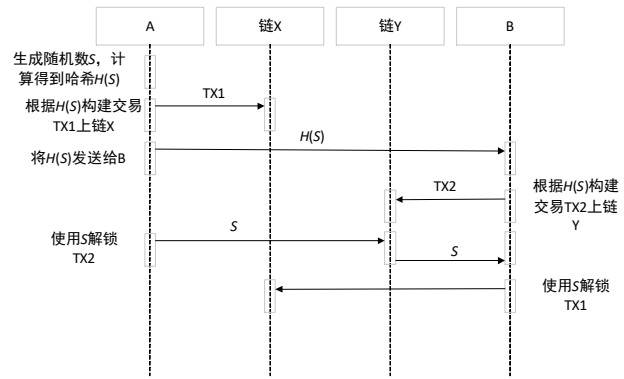 A
链X
链Y
B
生成随机数S，计
算得到哈希H(S)
根据H(S)构建交易
TX1上链X
TX1
将H(S)发送给B
H(S)
TX2
根据H(S)构建
交易TX2上链
Y
使用S解锁
TX2
S
S
使用S解锁
TX1